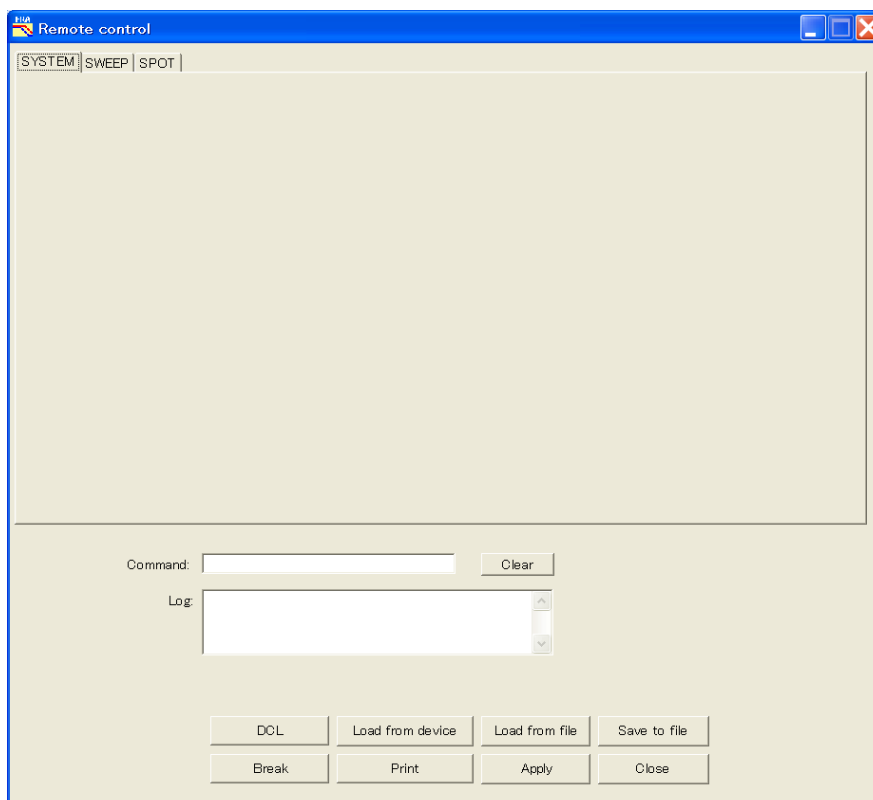 Remote control
SYSTEM SWEEP SPOT
Command: Clear
Log:
DCL Load from device Load from file Save to file
Break Print Apply Close